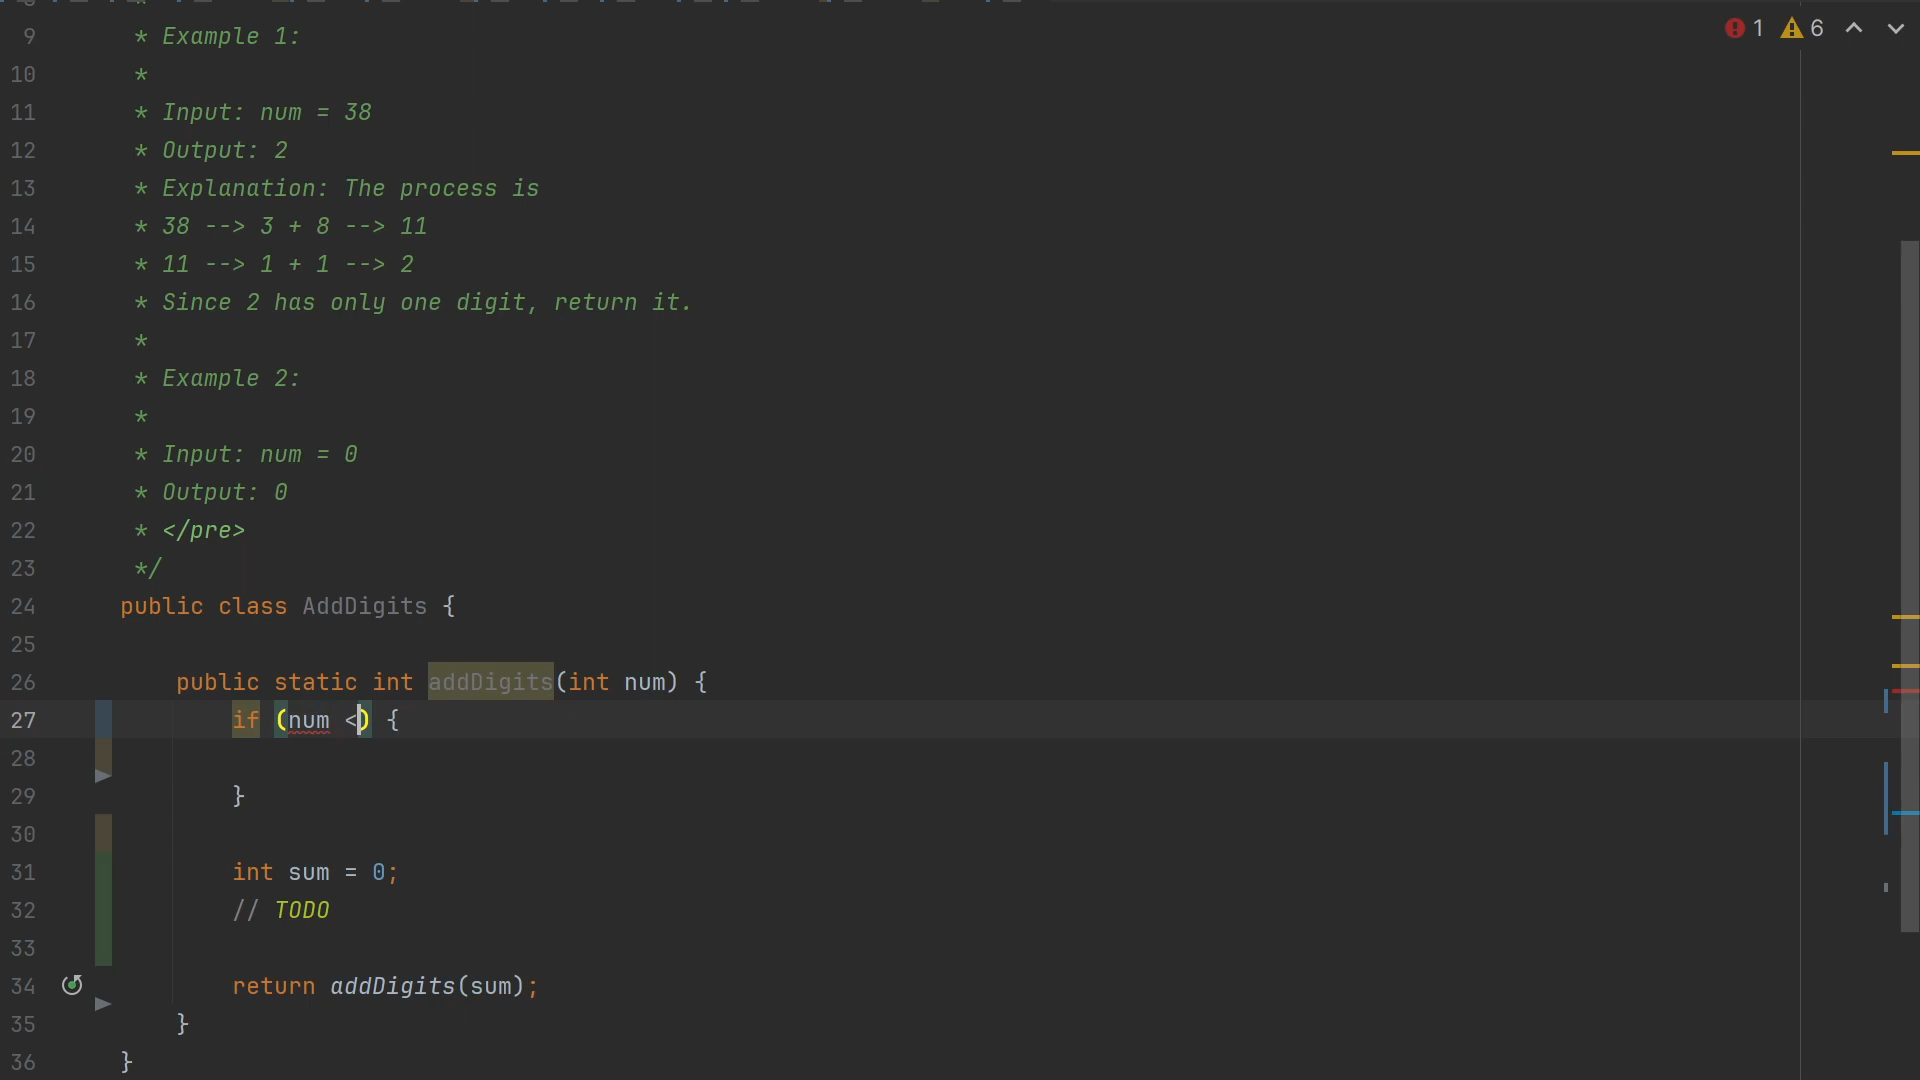 9 * Example 1:
1 6
10 *
11 * Input: num = 38
12 * Output: 2
13 * Explanation: The process is
14 * 38 --> 3 + 8 --> 11
15 * 11 --> 1 + 1 --> 2
16 * Since 2 has only one digit, return it.
17 *
18 * Example 2:
19 *
20 * Input: num = 0
21 * Output: 0
22 * </pre>
23 */
24 public class AddDigits {
25
26 public static int addDigits(int num) {
27 if (num <) {
28
29 }
30
31 int sum = 0;
32 // TODO
33
34 return addDigits(sum);
35 }
36 }